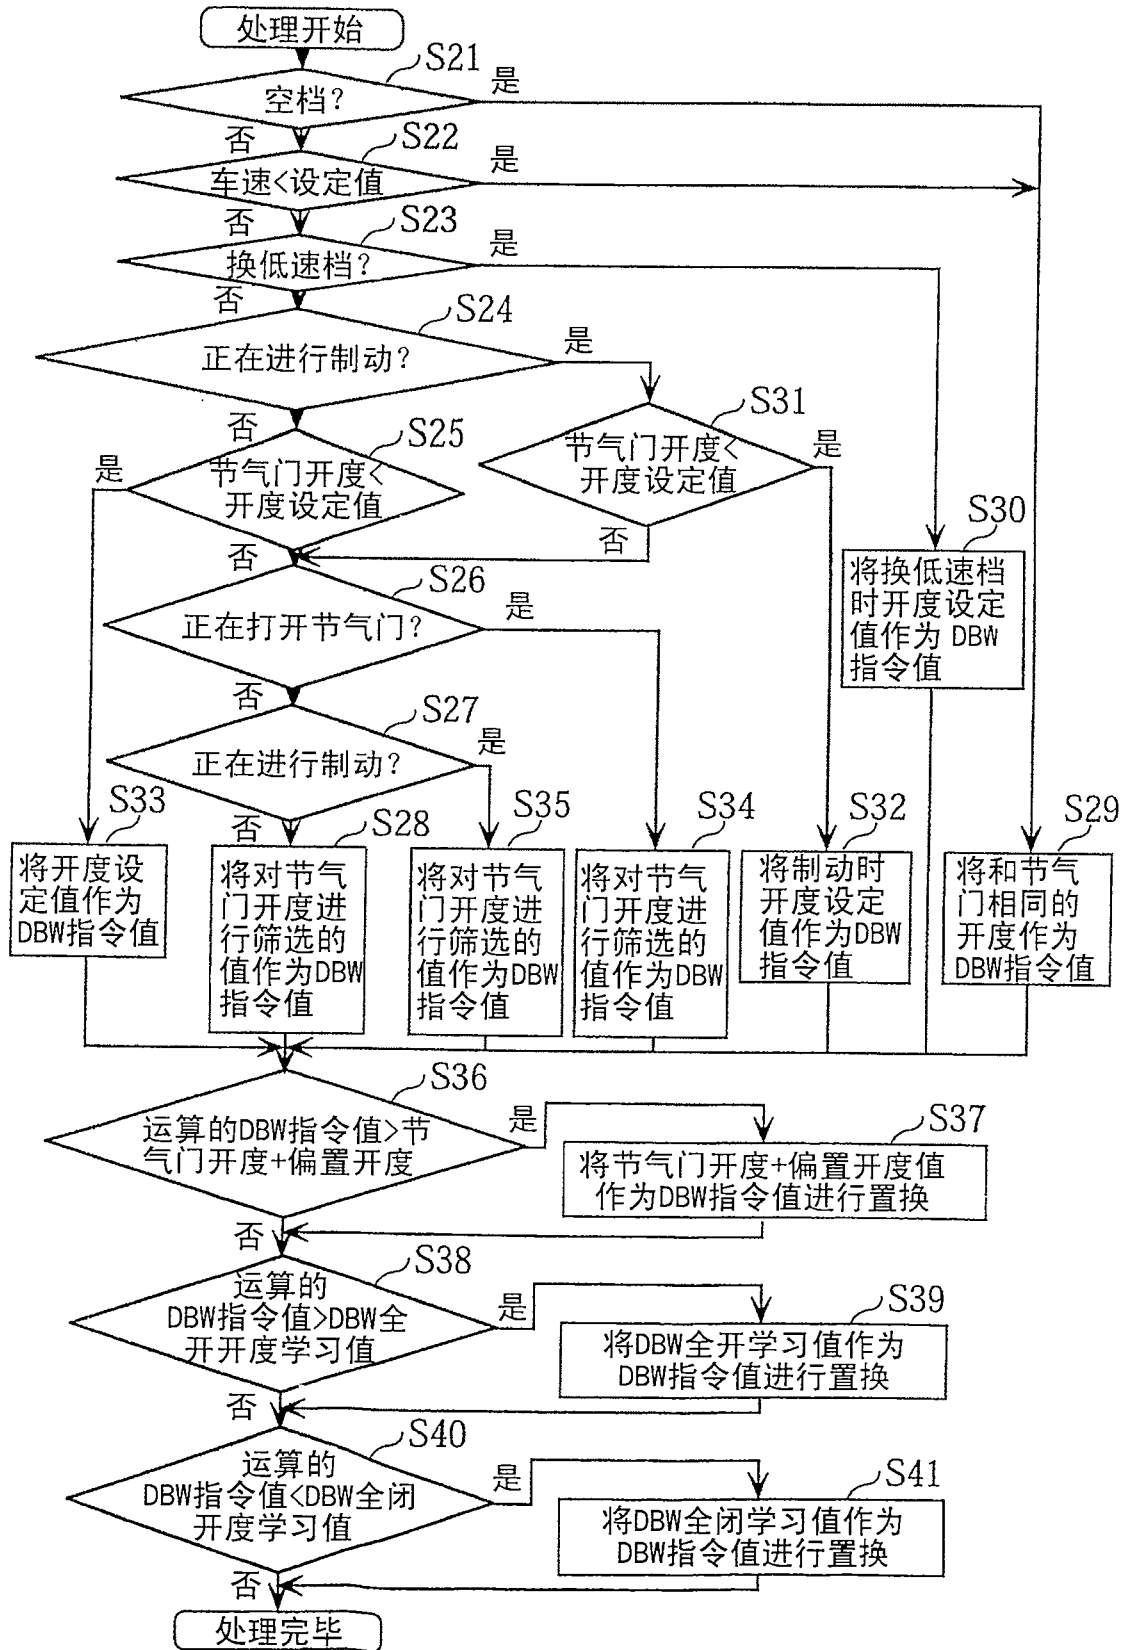 处理开始
S21
空档?
是
否
S22
车速<设定值
是
否
S23
换低速档?
是
否
S24
正在进行制动?
是
否
S31
节气门开度<
开度设定值
是
否
S25
节气门开度<
开度设定值
是
否
S30
将换低速档
时开度设定
值作为 DBW
指令值
S26
正在打开节气门?
是
否
S27
正在进行制动?
是
否
S33
将开度设
定值作为
DBW指令值
S28
将对节气
门开度进
行筛选的
值作为DBW
指令值
S35
将对节气
门开度进
行筛选的
值作为DBW
指令值
S34
将对节气
门开度进
行筛选的
值作为DBW
指令值
S32
将制动时
开度设定
值作为DBW
指令值
S29
将和节气
门相同的
开度作为
DBW指令值
S36
运算的DBW指令值>节
气门开度+偏置开度
是
否
S37
将节气门开度+偏置开度值
作为DBW指令值进行置换
S38
运算的
DBW指令值>DBW全
开开度学习值
是
否
S39
将DBW全开学习值作为
DBW指令值进行置换
S40
运算的
DBW指令值<DBW全闭
开度学习值
是
否
S41
将DBW全闭学习值作为
DBW指令值进行置换
处理完毕